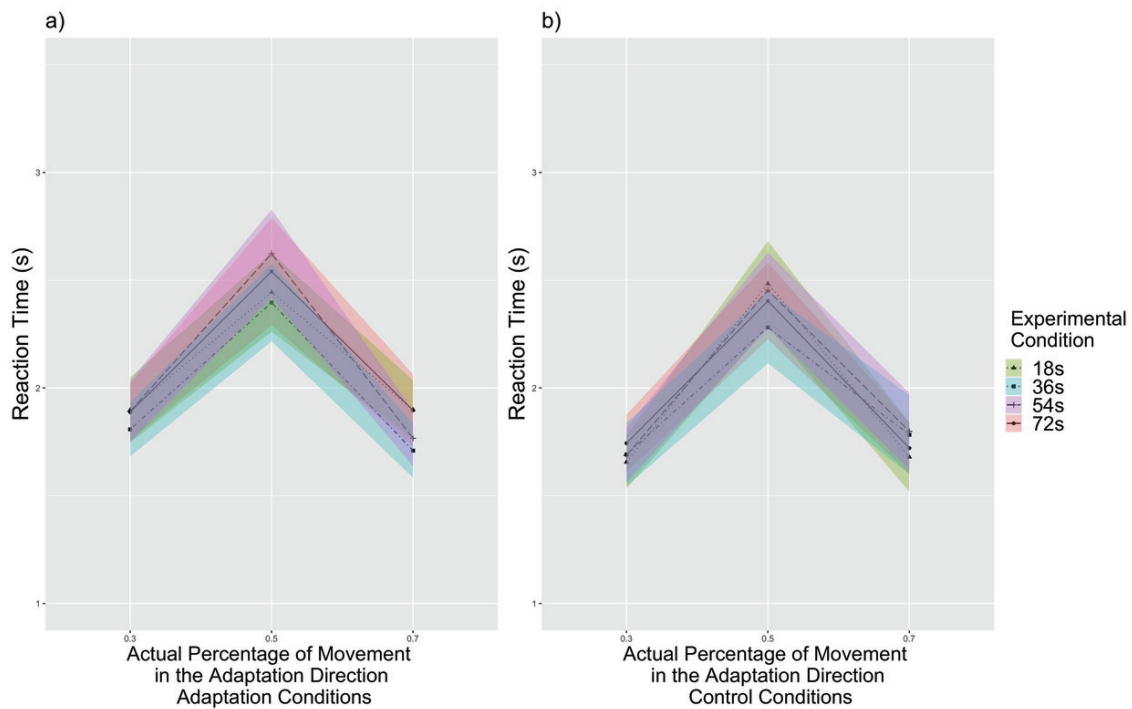 a)
3
2
1
Reaction Time (s)
0.3
0.5
0.7
Actual Percentage of Movement
in the Adaptation Direction
Adaptation Conditions
b)
3
2
1
Reaction Time (s)
0.3
0.5
0.7
Actual Percentage of Movement
in the Adaptation Direction
Control Conditions
Experimental
Condition
18s
36s
54s
72s